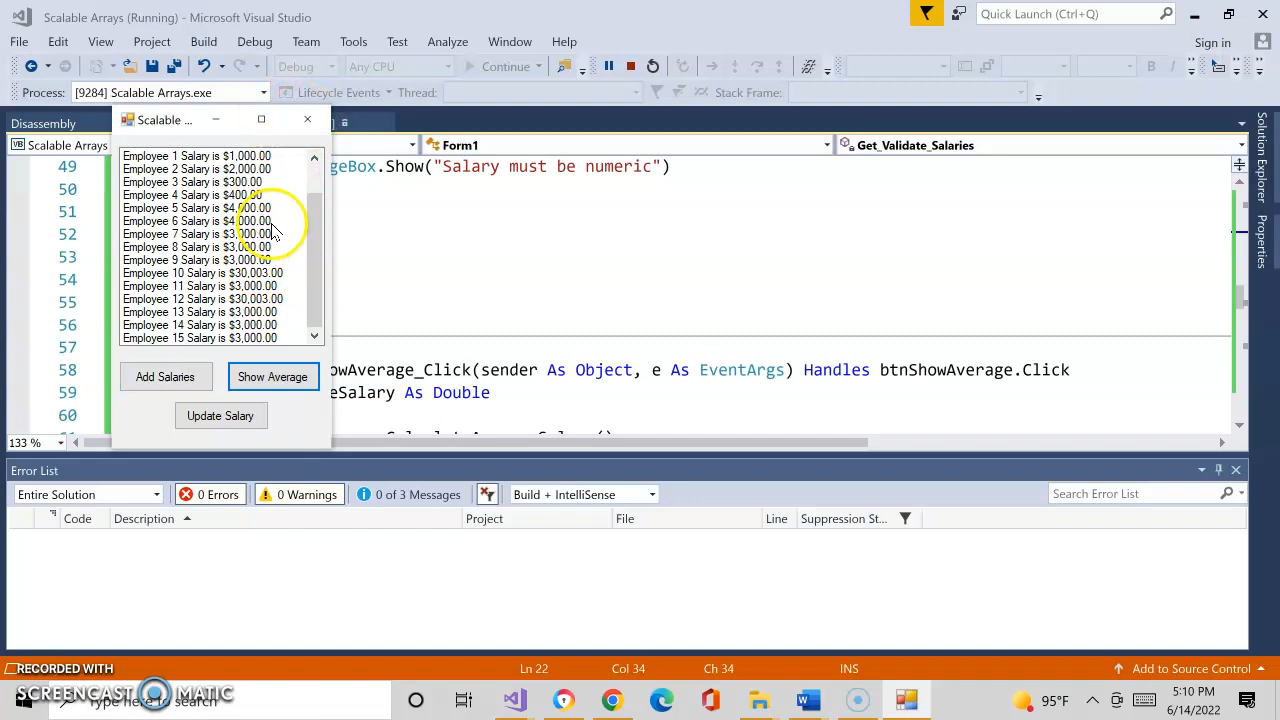 Scalable Arrays (Running) - Microsoft Visual Studio
Quick Launch (Ctrl+Q)
File Edit View Project Build Debug Team Tools Test Analyze Window Help
Sign in
Debug Any CPU Continue
Process: [9284] Scalable Arrays.exe Lifecycle Events Thread: Stack Frame:
Disassembly
Scalable Arrays Form1 Get_Validate_Salaries
Scalable ...
Employee 1 Salary is $1,000.00
Employee 2 Salary is $2,000.00
Employee 3 Salary is $300.00
Employee 4 Salary is $400.00
Employee 5 Salary is $4,000.00
Employee 6 Salary is $4,000.00
Employee 7 Salary is $3,000.00
Employee 8 Salary is $3,000.00
Employee 9 Salary is $3,000.00
Employee 10 Salary is $30,003.00
Employee 11 Salary is $3,000.00
Employee 12 Salary is $30,003.00
Employee 13 Salary is $3,000.00
Employee 14 Salary is $3,000.00
Employee 15 Salary is $3,000.00
Add Salaries Show Average
Update Salary
49 geBox.Show("Salary must be numeric")
50
51
52
53
54
55
56
57
58 owAverage_Click(sender As Object, e As EventArgs) Handles btnShowAverage.Click
59 eSalary As Double
60
133 %
Solution Explorer
Properties
Error List
Entire Solution 0 Errors 0 Warnings 0 of 3 Messages Build + IntelliSense Search Error List
Code Description Project File Line Suppression St...
RECORDED WITH Ln 22 Col 34 Ch 34 INS Add to Source Control
SCREENCAST MATIC
here to search
95°F
5:10 PM
6/14/2022